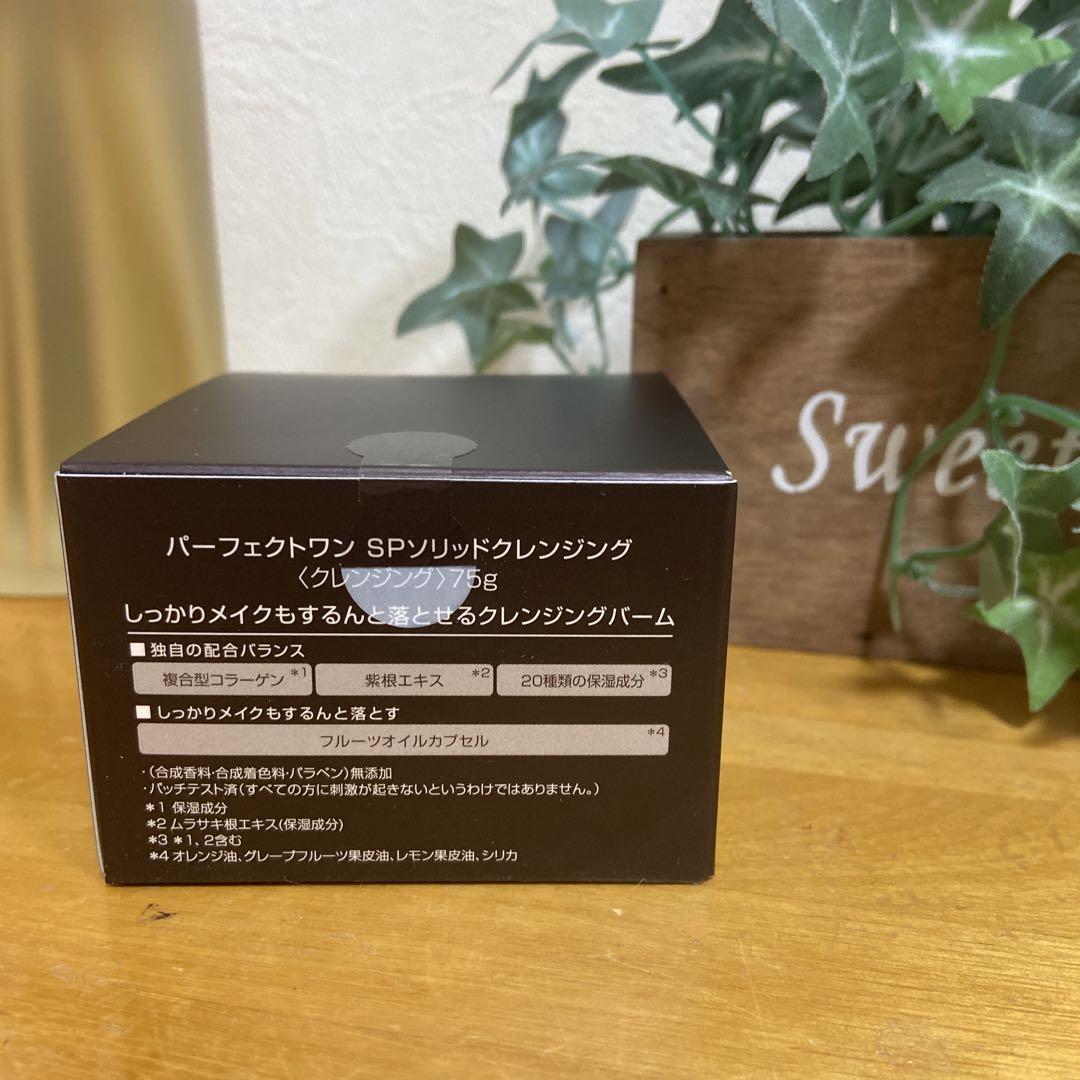 パーフェクトワン SPソリッドクレンジング
〈クレンジング〉75g
しっかりメイクもするんと落とせるクレンジングバーム
■ 独自の配合バランス
複合型コラーゲン *1 紫根エキス *2 20種類の保湿成分 *3
■ しっかりメイクもするんと落とす
フルーツオイルカプセル *4
・(合成香料・合成着色料・パラベン)無添加
・パッチテスト済(すべての方に刺激が起きないというわけではありません。)
*1 保湿成分
*2 ムラサキ根エキス(保湿成分)
*3 *1、2含む
*4 オレンジ油、グレープフルーツ果皮油、レモン果皮油、シリカ
Sweet